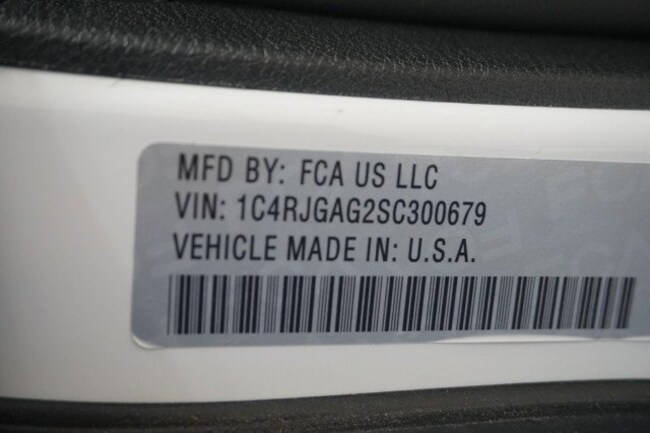 MFD BY: FCA US LLC
VIN: 1C4RJGAG2SC300679
VEHICLE MADE IN: U.S.A.